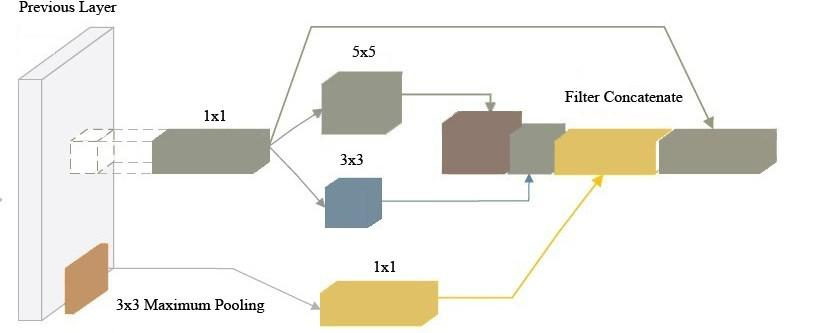 Previous Layer
5x5
1x1
Filter Concatenate
3x3
1x1
3x3 Maximum Pooling